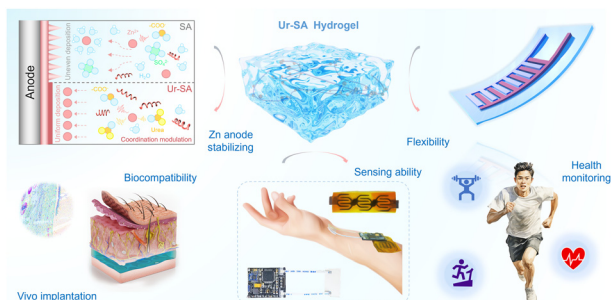 SA
Ur-SA Hydrogel
Anode
Uneven deposition
Zn²⁺
H₂O
Uniform deposition
Ur-SA
Urea
Coordination modulation
Zn anode
stabilizing
Flexibility
Biocompatibility
Sensing ability
Health
monitoring
Vivo implantation